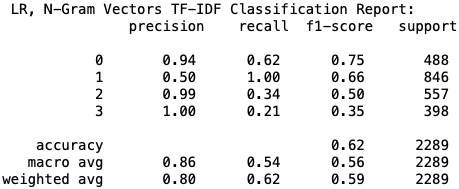 LR, N-Gram Vectors TF-IDF Classification Report:
precision recall f1-score support
0 0.94 0.62 0.75 488
1 0.50 1.00 0.66 846
2 0.99 0.34 0.50 557
3 1.00 0.21 0.35 398
accuracy 0.62 2289
macro avg 0.86 0.54 0.56 2289
weighted avg 0.80 0.62 0.59 2289